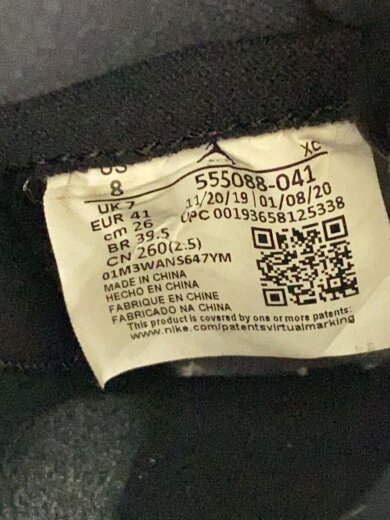 US
8
XC
555088-041
UK 7
11/20/19 01/08/20
EUR 41
UPC 00193658125338
cm 26
BR 39.5
CN 260(2.5)
01M3WANS647YM
MADE IN CHINA
HECHO EN CHINA
FABRIQUE EN CHINE
FABRICADO NA CHINA
This product is covered by one or more patents:
www.nike.com/patentsvirtualmarking